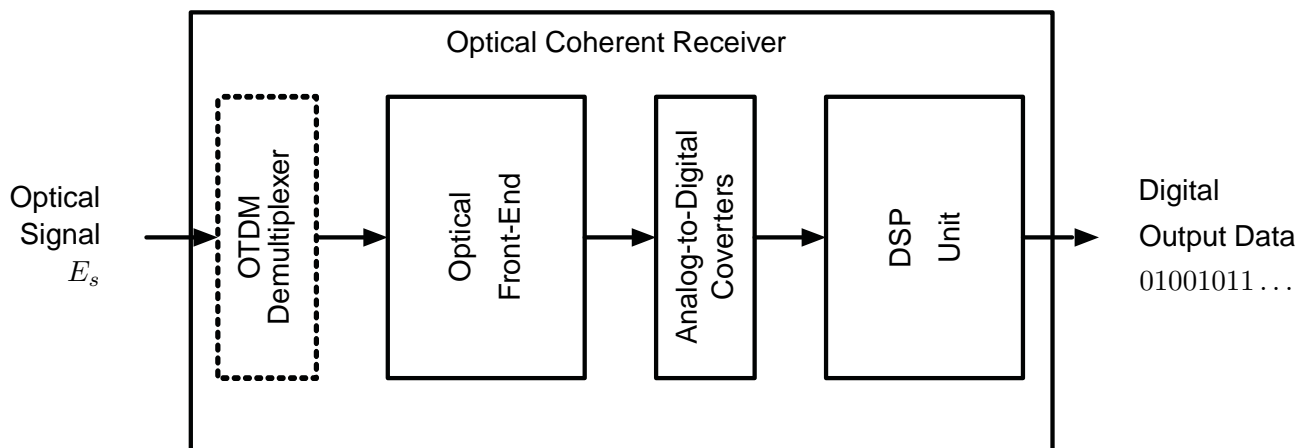 Optical Coherent Receiver
Optical
Signal
E_s
OTDM
Demultiplexer
Optical
Front-End
Analog-to-Digital
Coverters
DSP
Unit
Digital
Output Data
01001011...